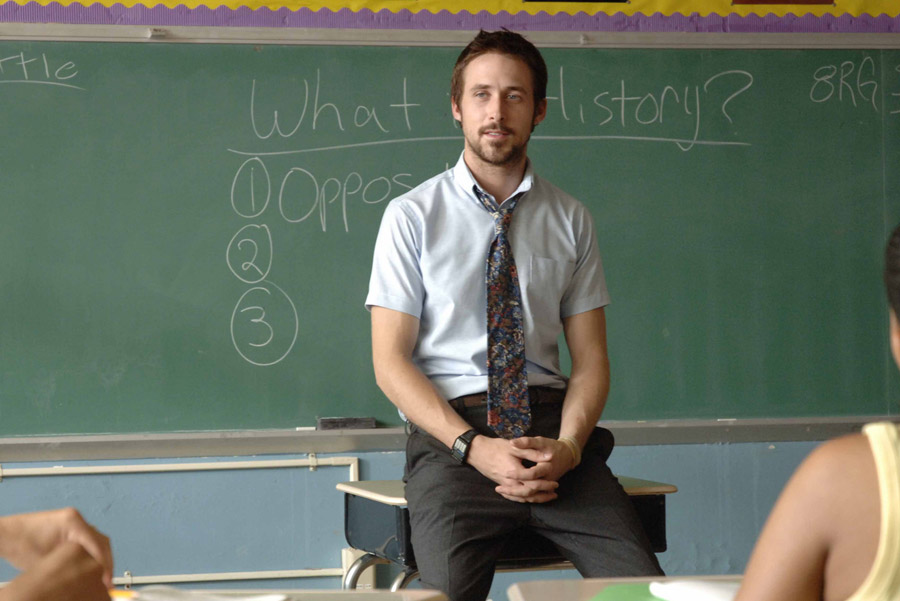 What History?
① Oppos
②
③
8RG